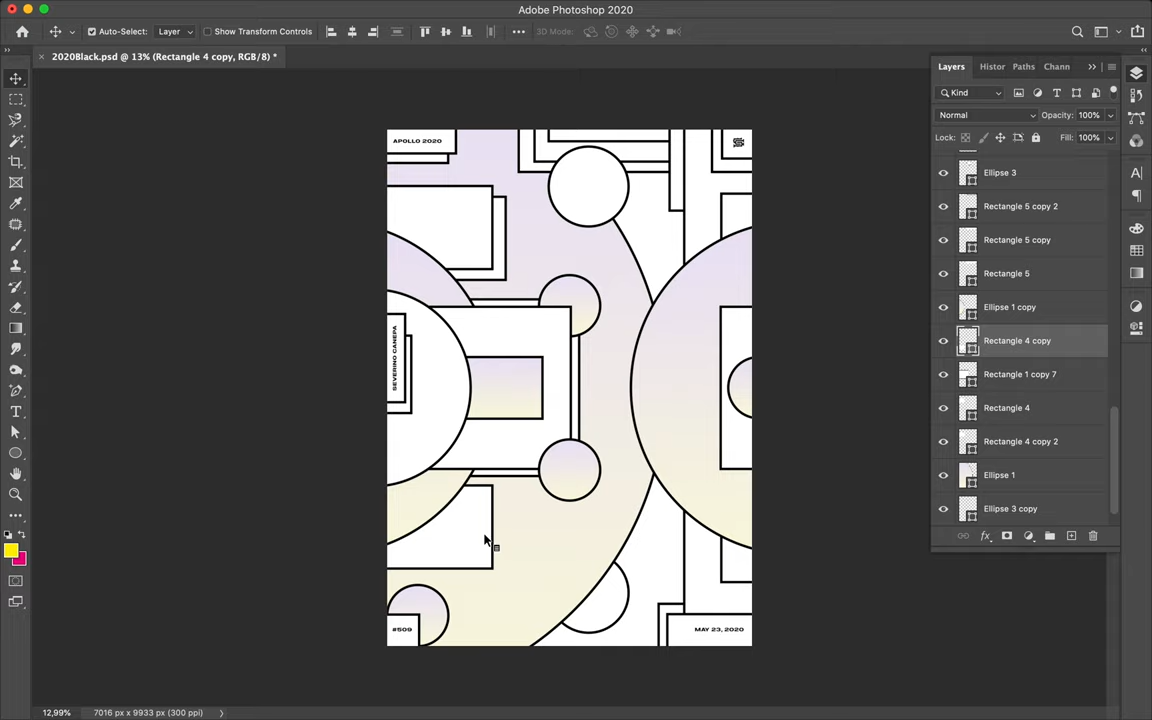 Adobe Photoshop 2020
Auto-Select:
Layer
Show Transform Controls
3D Mode:
2020Black.psd @ 13% (Rectangle 4 copy, RGB/8) *
Layers
Histor
Paths
Chann
Kind
Normal
Opacity: 100%
Lock:
Fill: 100%
Ellipse 3
Rectangle 5 copy 2
Rectangle 5 copy
Rectangle 5
Ellipse 1 copy
Rectangle 4 copy
Rectangle 1 copy 7
Rectangle 4
Rectangle 4 copy 2
Ellipse 1
Ellipse 3 copy
fx
APOLLO 2020
SEVERINO CANEPA
#509
MAY 23, 2020
12,99%
7016 px x 9933 px (300 ppi)